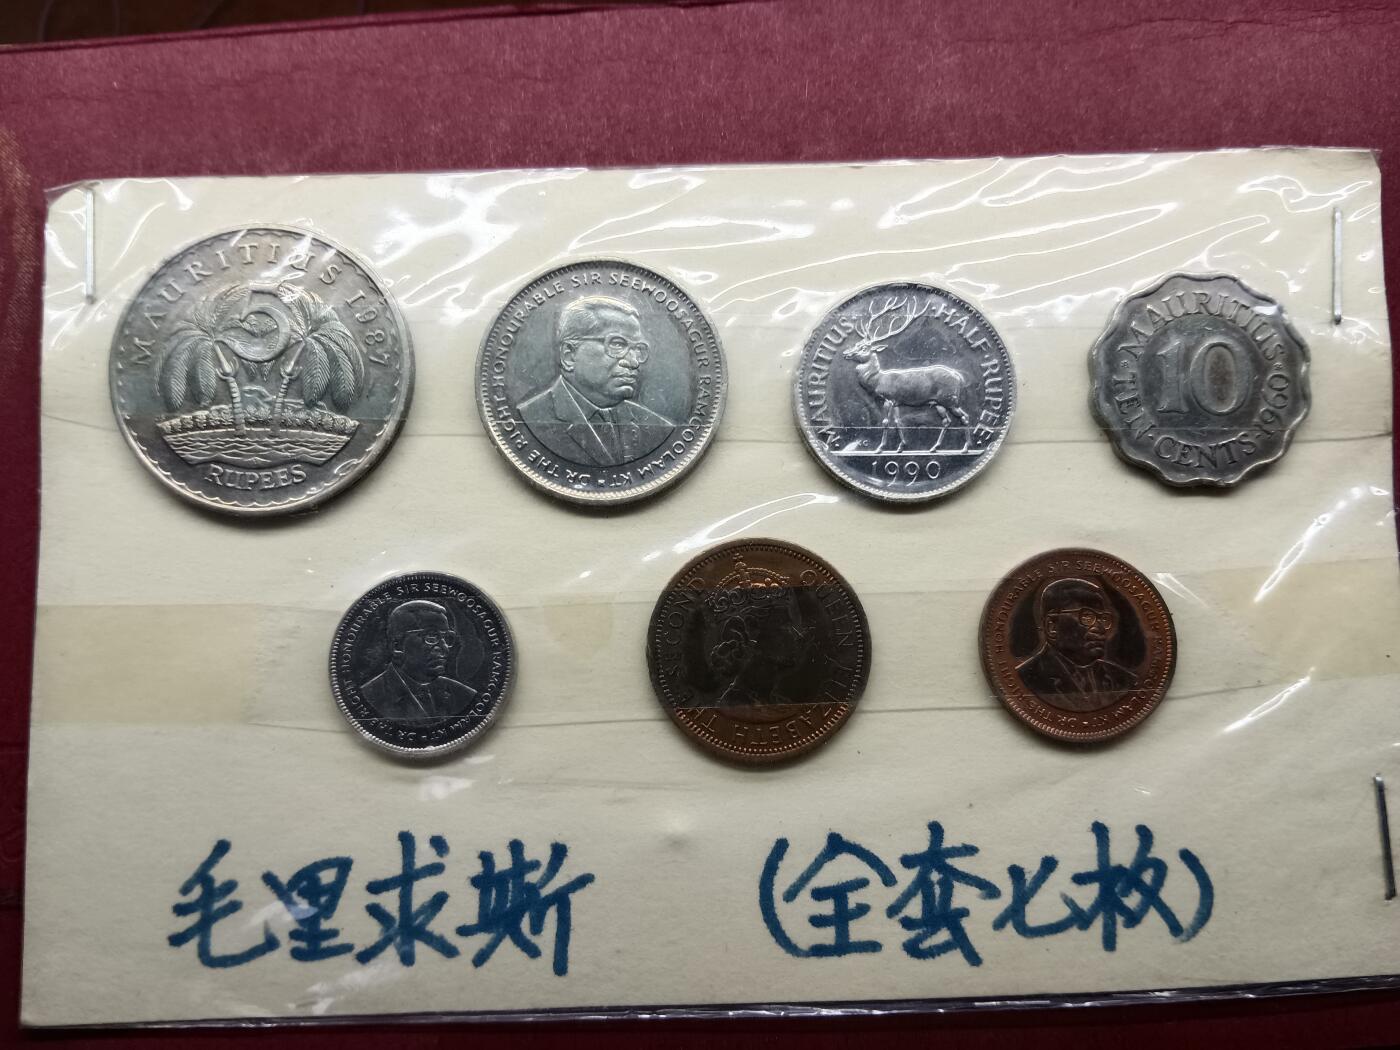 MAURITIUS 1987
5
RUPEES
DR THE RIGHT HONOURABLE SIR SEEWOOSAGUR RAMGOOLAM KT
MAURITIUS HALF RUPEE
1990
MAURITIUS 1960
10
TEN CENTS
DR THE RIGHT HONOURABLE SIR SEEWOOSAGUR RAMGOOLAM KT
QUEEN ELIZABETH THE SECOND
DR THE RIGHT HONOURABLE SIR SEEWOOSAGUR RAMGOOLAM KT
毛里求斯 (全套七枚)